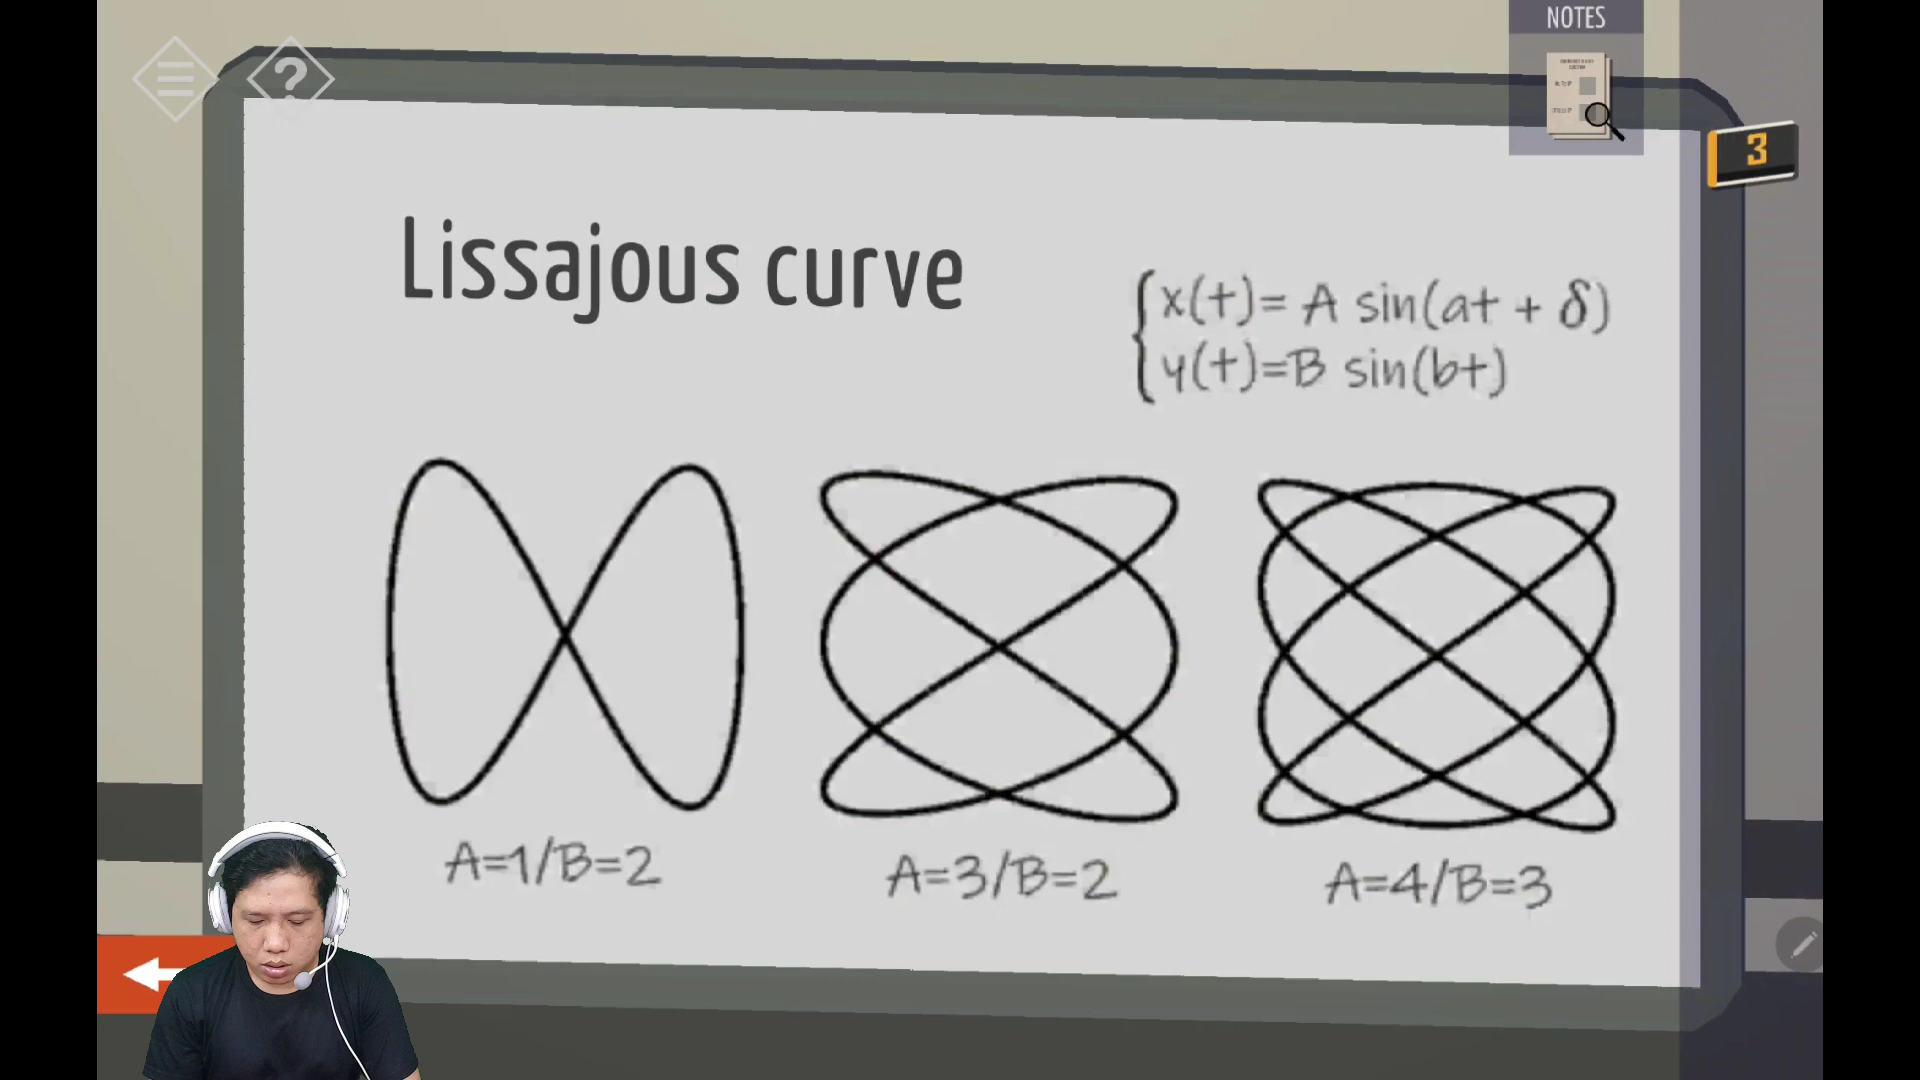 NOTES
3
Lissajous curve
x(t)= A sin(at + δ)
y(t)=B sin(bt)
A=1/B=2
A=3/B=2
A=4/B=3